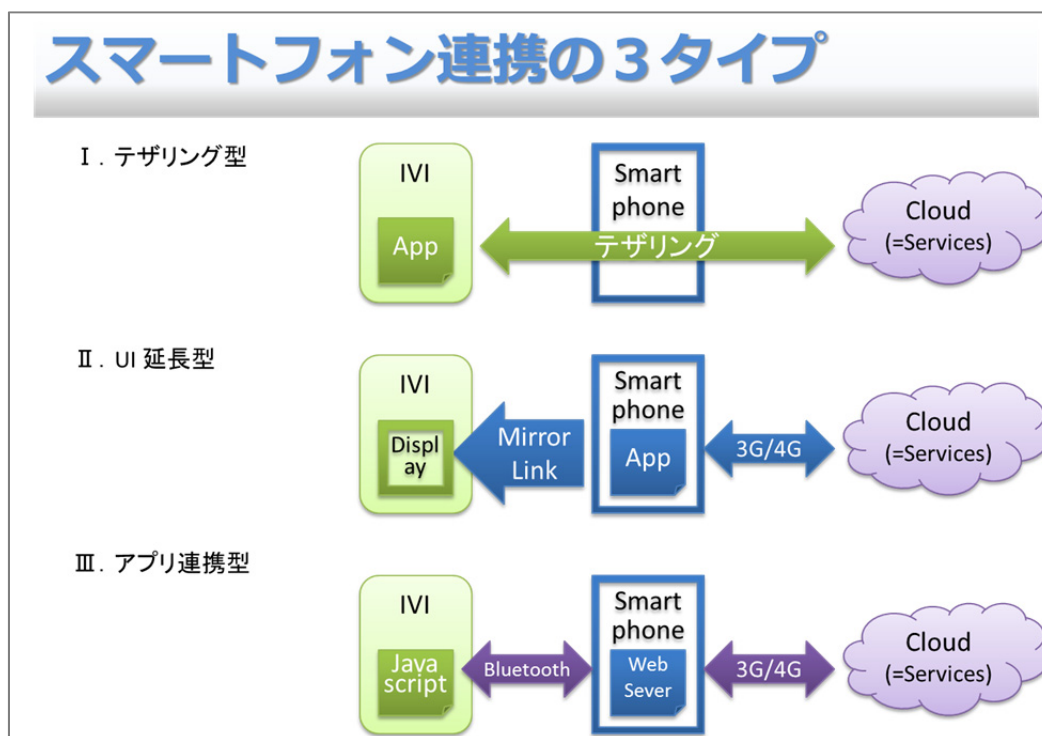 スマートフォン連携の３タイプ
Ⅰ．テザリング型
IVI
App
Smart
phone
テザリング
Cloud
(=Services)
Ⅱ．UI 延長型
IVI
Displ
ay
Mirror
Link
Smart
phone
App
3G/4G
Cloud
(=Services)
Ⅲ．アプリ連携型
IVI
Java
script
Bluetooth
Smart
phone
Web
Sever
3G/4G
Cloud
(=Services)